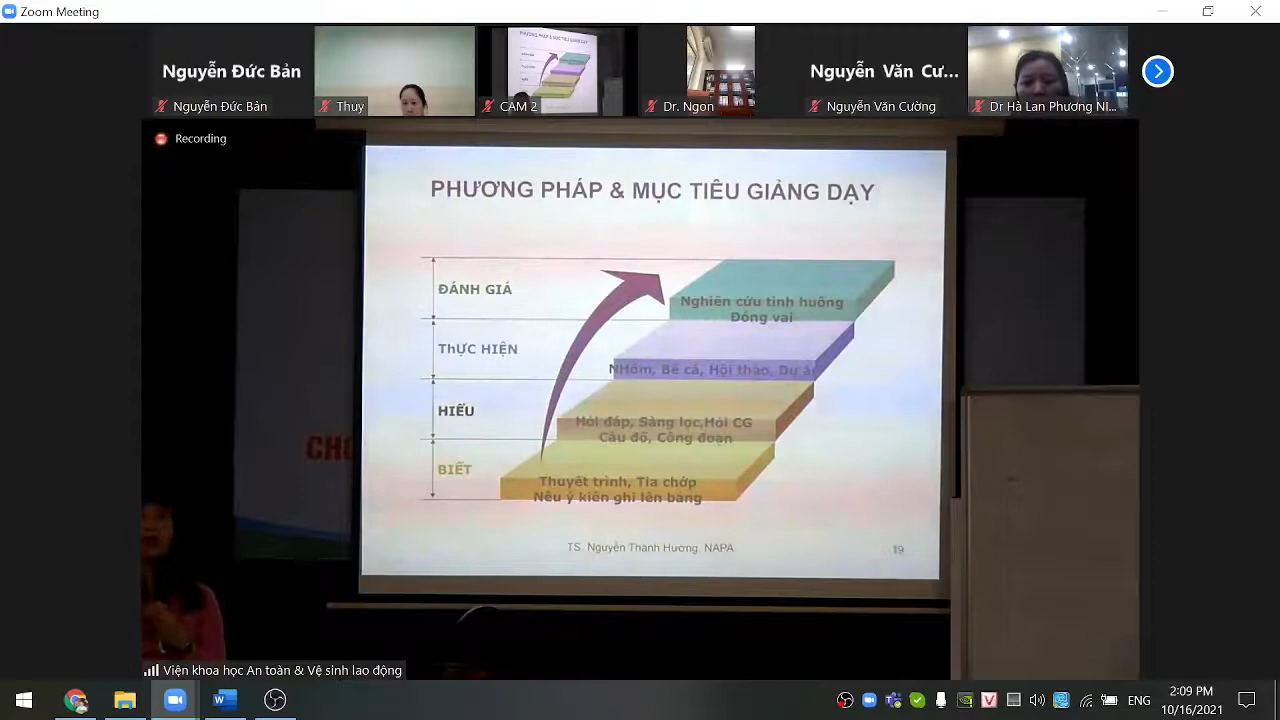 Zoom Meeting
Nguyễn Đức Bản
Nguyễn Văn Cư...
Nguyễn Đức Bản
Thuy
CAM 2
Dr. Ngon
Nguyễn Văn Cường
Dr Hà Lan Phương NI...
Recording
PHƯƠNG PHÁP & MỤC TIÊU GIẢNG DẠY
ĐÁNH GIÁ
Nghiên cứu tình huống
Đóng vai
ThỰC HIỆN
NHóm, Bể cá, Hội thảo, Dự á
HIỂU
Hỏi đáp, Sàng lọc,Hỏi CG
Câu đố, Công đoạn
BIẾT
Thuyết trình, Tia chớp
Nêu ý kiến ghi lên bảng
TS. Nguyễn Thanh Hương. NAPA
19
CHO
Viện khoa học An toàn & Vệ sinh lao động
ENG
2:09 PM
10/16/2021